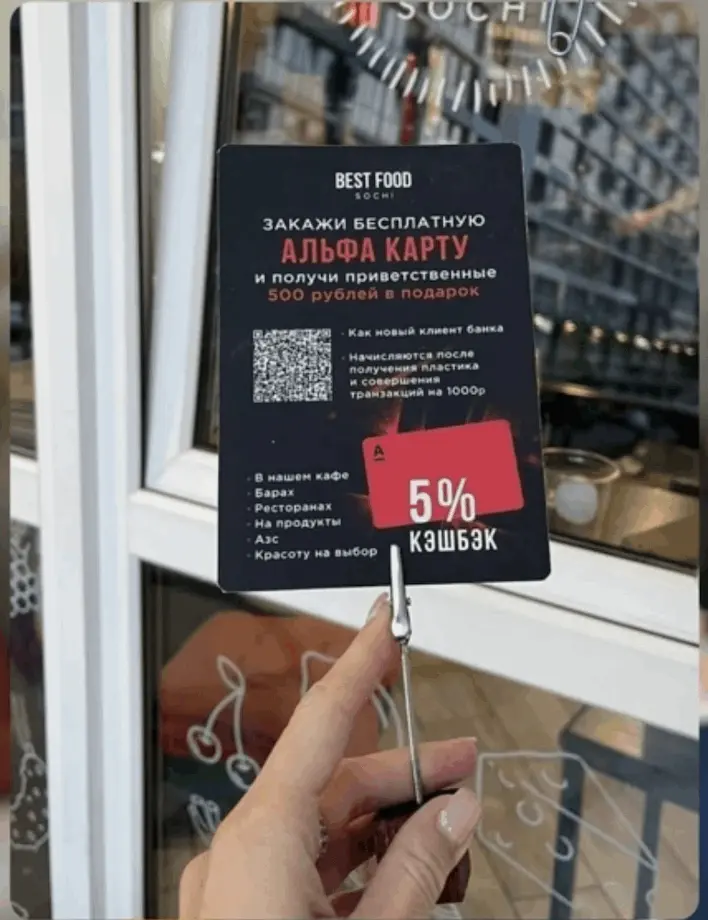 SOCHI
BEST FOOD
SOCHI
ЗАКАЖИ БЕСПЛАТНУЮ
АЛЬФА КАРТУ
и получи приветственные
500 рублей в подарок
· Как новый клиент банка
· Начисляются после
получения пластика
и совершения
транзакций на 1000р
· В нашем кафе
· Барах
· Ресторанах
· На продукты
· Азс
· Красоту на выбор
А
5%
КЭШБЭК